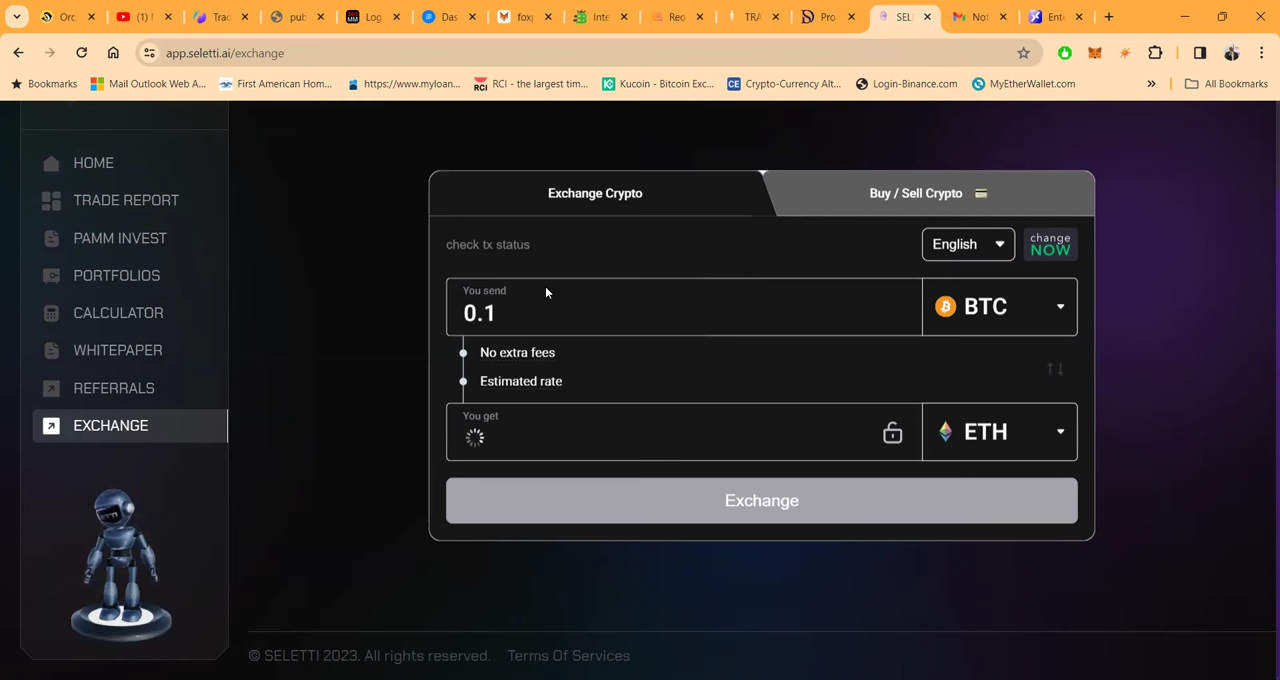 Orc
(1) M
Trad
pub
Log
Das
foxp
Inte
Red
TRA
Pro
SELI
Not
Ente
app.seletti.ai/exchange
Bookmarks
Mail Outlook Web A...
First American Hom...
https://www.myloan...
RCI - the largest tim...
Kucoin - Bitcoin Exc...
Crypto-Currency Alt...
Login-Binance.com
MyEtherWallet.com
»
All Bookmarks
HOME
TRADE REPORT
PAMM INVEST
PORTFOLIOS
CALCULATOR
WHITEPAPER
REFERRALS
EXCHANGE
Exchange Crypto
Buy / Sell Crypto
check tx status
English
change NOW
You send
0.1
BTC
No extra fees
Estimated rate
You get
ETH
Exchange
© SELETTI 2023. All rights reserved. Terms Of Services